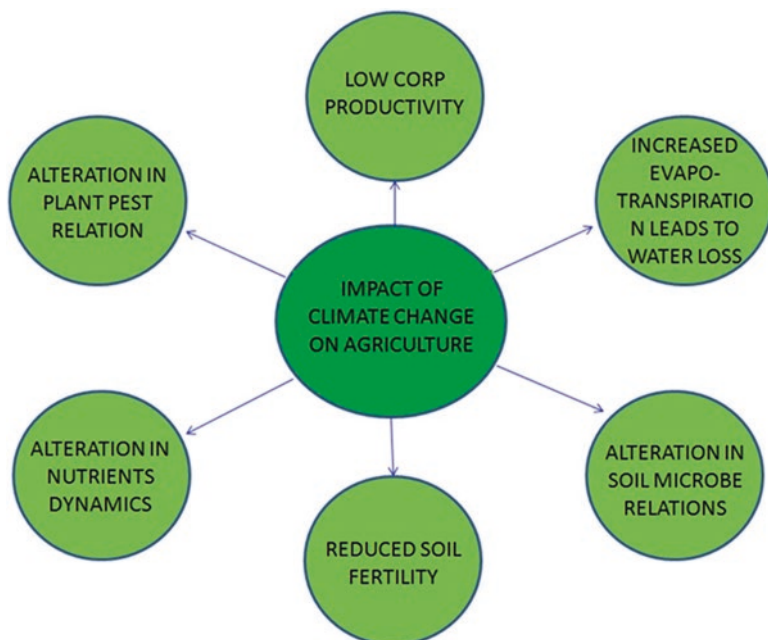 LOW CORP
PRODUCTIVITY
INCREASED
EVAPO-
TRANSPIRATIO
N LEADS TO
WATER LOSS
ALTERATION IN
PLANT PEST
RELATION
IMPACT OF
CLIMATE CHANGE
ON AGRICULTURE
ALTERATION IN
NUTRIENTS
DYNAMICS
ALTERATION IN
SOIL MICROBE
RELATIONS
REDUCED SOIL
FERTILITY